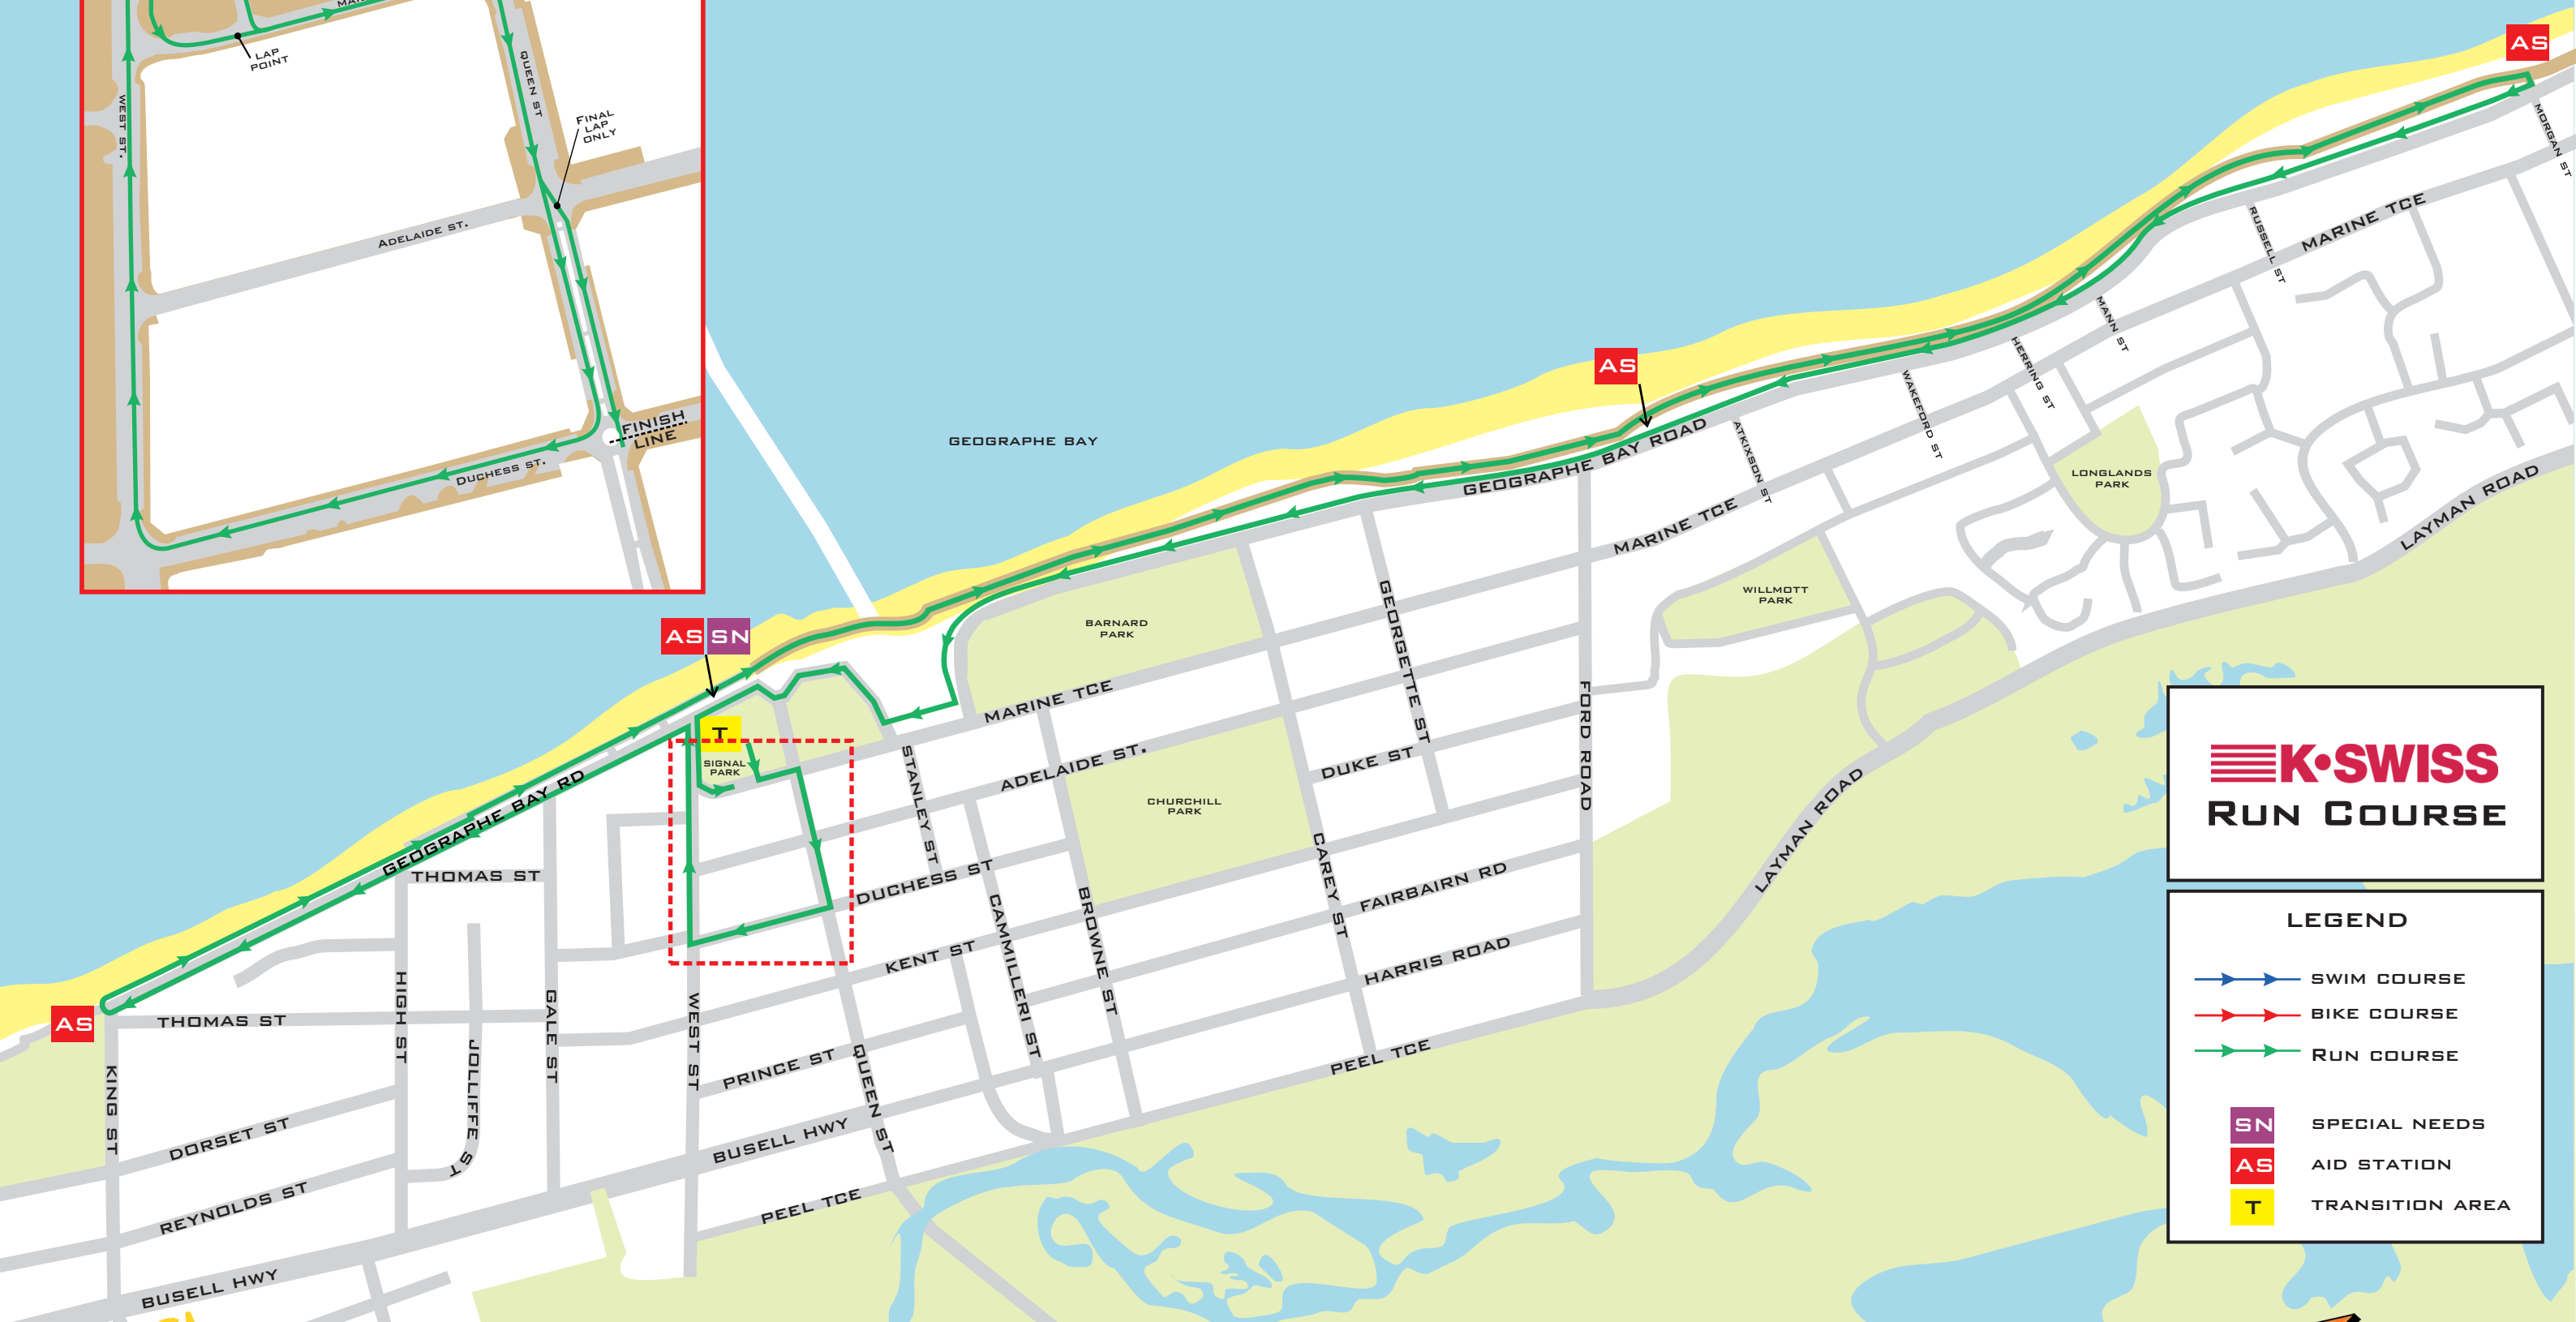 MAR
LAP
POINT
QUEEN ST
WEST ST.
FINAL
LAP
ONLY
ADELAIDE ST.
FINISH
LINE
DUCHESS ST.
AS
MORGAN ST
MARINE TCE
RUSSELL ST
MANN ST
HERRING ST
WAKEFORD ST
ATKIXSON ST
AS
GEOGRAPHE BAY
GEOGRAPHE BAY ROAD
MARINE TCE
LONGLANDS
PARK
LAYMAN ROAD
WILLMOTT
PARK
BARNARD
PARK
GEORGETTE ST
AS SN
MARINE TCE
T
SIGNAL
PARK
FORD ROAD
STANLEY ST
ADELAIDE ST.
DUKE ST
CHURCHILL
PARK
LAYMAN ROAD
GEOGRAPHE BAY RD
THOMAS ST
DUCHESS ST
CAREY ST
FAIRBAIRN RD
BROWNE ST
CAMMILLERI ST
KENT ST
HARRIS ROAD
AS
THOMAS ST
HIGH ST
GALE ST
WEST ST
JOLLIFFE ST
KING ST
PRINCE ST
QUEEN ST
PEEL TCE
DORSET ST
BUSELL HWY
REYNOLDS ST
PEEL TCE
BUSELL HWY
K•SWISS
RUN COURSE
LEGEND
SWIM COURSE
BIKE COURSE
RUN COURSE
SN SPECIAL NEEDS
AS AID STATION
T TRANSITION AREA